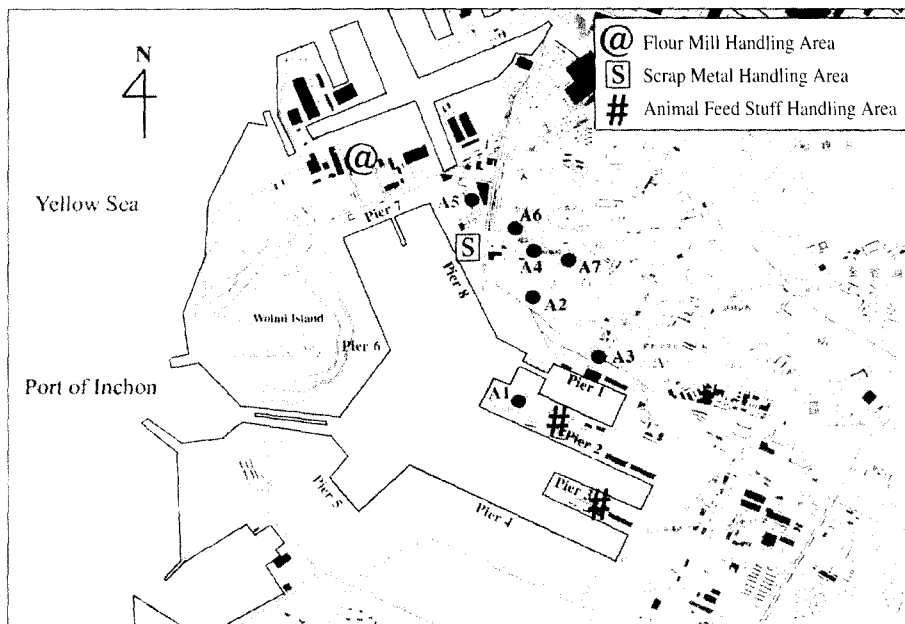 N
@ Flour Mill Handling Area
S Scrap Metal Handling Area
# Animal Feed Stuff Handling Area
@
Yellow Sea
A5
Pier 7
A6
S
A4
A7
Pier 8
A2
Wolmi Island
Pier 6
A3
Port of Inchon
Pier 1
A1
#
Pier 2
Pier
#
Pier 5
Pier 4